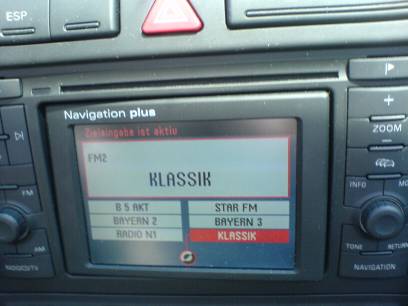 ESP
Navigation plus
Zieleingabe ist aktiv
FM2
KLASSIK
B 5 AKT
STAR FM
BAYERN 2
BAYERN 3
RADIO N1
KLASSIK
FM
AM
+
ZOOM
–
INFO
TONE
RETURN
NAVIGATION